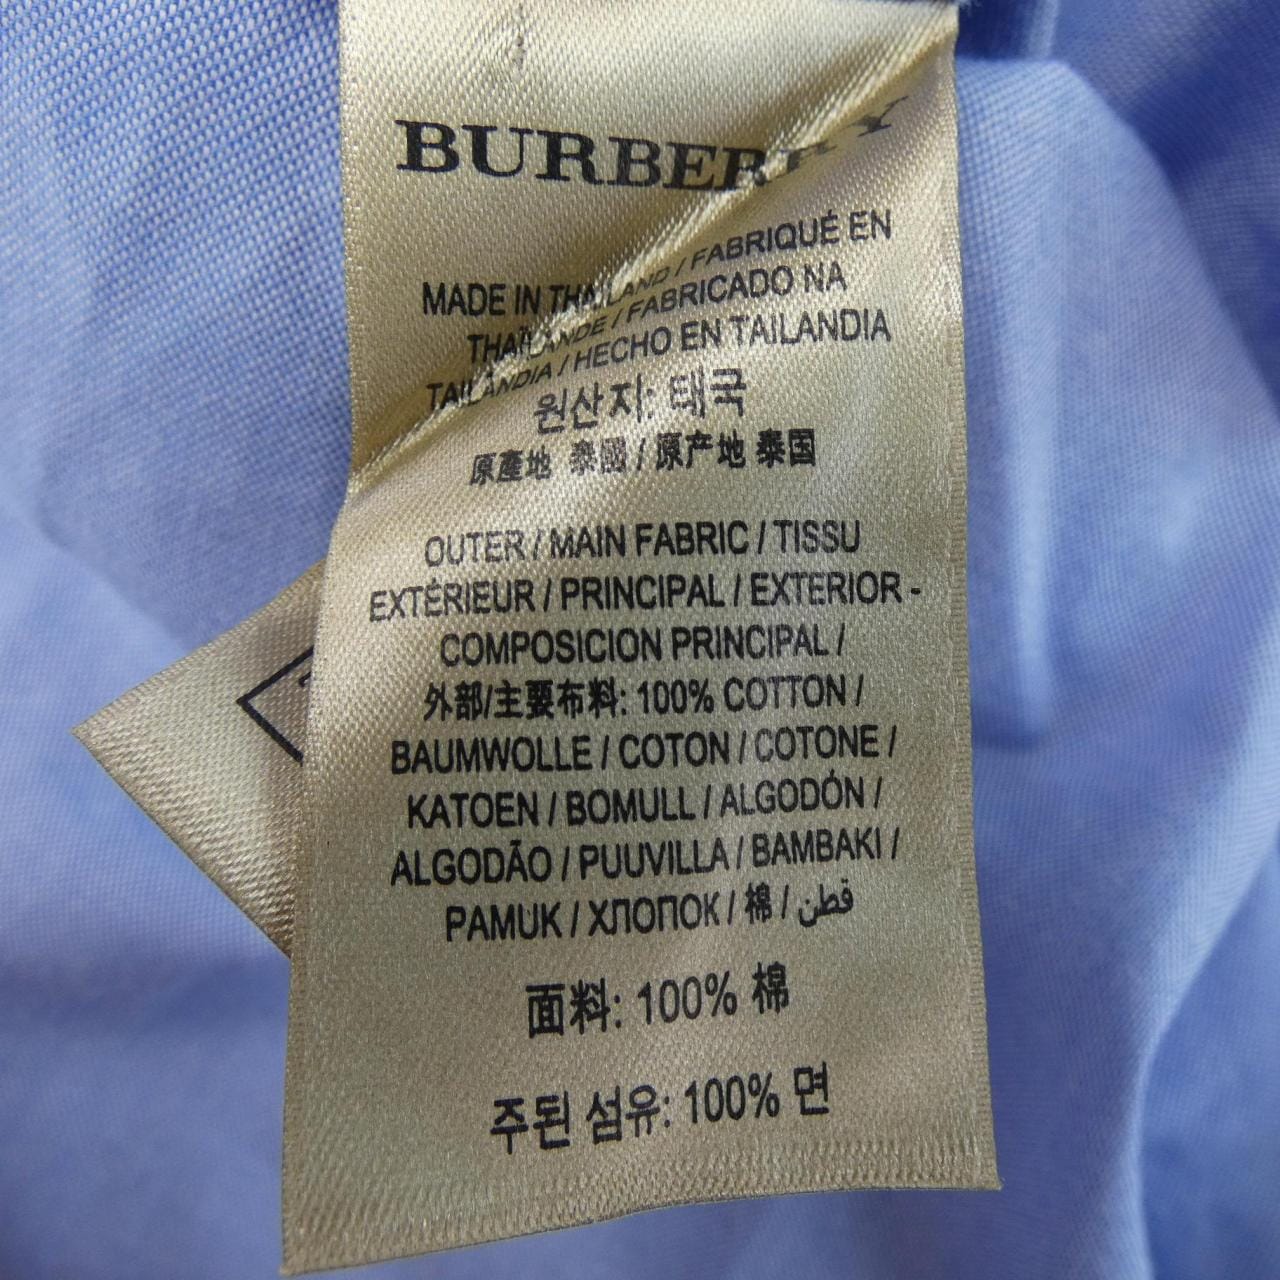 BURBERRY
MADE IN THAILAND / FABRIQUÉ EN
THAÏLANDE / FABRICADO NA
TAILÂNDIA / HECHO EN TAILANDIA
원산지: 태국
原產地 泰國 / 原产地 泰国
OUTER / MAIN FABRIC / TISSU
EXTÉRIEUR / PRINCIPAL / EXTERIOR -
COMPOSICION PRINCIPAL /
外部/主要布料: 100% COTTON /
BAUMWOLLE / COTON / COTONE /
KATOEN / BOMULL / ALGODÓN /
ALGODÃO / PUUVILLA / BAMBAKI /
PAMUK / ХЛОПОК / 棉 / قطن
面料: 100% 棉
주된 섬유: 100% 면